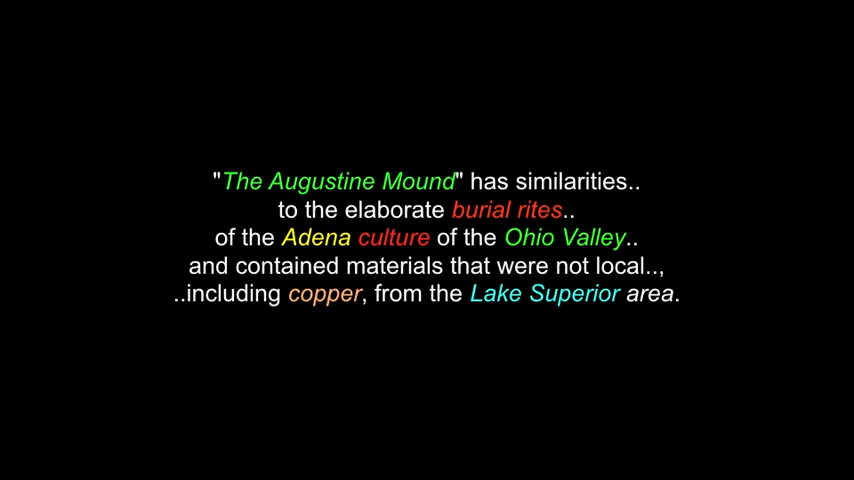 "The Augustine Mound" has similarities..
to the elaborate burial rites..
of the Adena culture of the Ohio Valley..
and contained materials that were not local..,
..including copper, from the Lake Superior area.